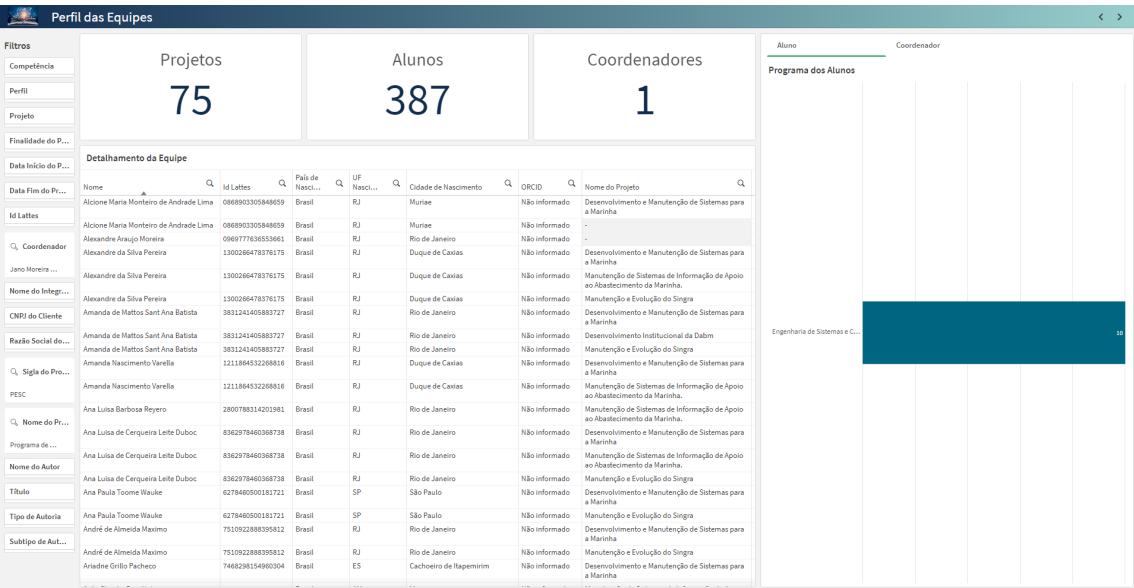 Perfil das Equipes
Filtros
Competência
Perfil
Projeto
Finalidade do P...
Data Início do P...
Data Fim do Pr...
Id Lattes
Coordenador
Jano Moreira ...
Nome do Integr...
CNPJ do Cliente
Razão Social do...
Sigla do Pro...
PESC
Nome do Pr...
Programa de ...
Nome do Autor
Título
Tipo de Autoria
Subtipo de Aut...
Projetos
75
Alunos
387
Coordenadores
1
Detalhamento da Equipe
Nome Id Lattes País de Nasci... UF Nasci... Cidade de Nascimento ORCID Nome do Projeto
Alcione Maria Monteiro de Andrade Lima 0868903305848659 Brasil RJ Muriae Não informado Desenvolvimento e Manutenção de Sistemas para
a Marinha
Alcione Maria Monteiro de Andrade Lima 0868903305848659 Brasil RJ Muriae Não informado -
Alexandre Araujo Moreira 0969777636553661 Brasil RJ Rio de Janeiro Não informado -
Alexandre da Silva Pereira 1300266478376175 Brasil RJ Duque de Caxias Não informado Desenvolvimento e Manutenção de Sistemas para
a Marinha
Alexandre da Silva Pereira 1300266478376175 Brasil RJ Duque de Caxias Não informado Manutenção de Sistemas de Informação de Apoio
ao Abastecimento da Marinha.
Alexandre da Silva Pereira 1300266478376175 Brasil RJ Duque de Caxias Não informado Manutenção e Evolução do Singra
Amanda de Mattos Sant Ana Batista 3831241405883727 Brasil RJ Rio de Janeiro Não informado Desenvolvimento e Manutenção de Sistemas para
a Marinha
Amanda de Mattos Sant Ana Batista 3831241405883727 Brasil RJ Rio de Janeiro Não informado Desenvolvimento Institucional da Dabm
Amanda de Mattos Sant Ana Batista 3831241405883727 Brasil RJ Rio de Janeiro Não informado Manutenção e Evolução do Singra
Amanda Nascimento Varella 1211864532268816 Brasil RJ Duque de Caxias Não informado Desenvolvimento e Manutenção de Sistemas para
a Marinha
Amanda Nascimento Varella 1211864532268816 Brasil RJ Duque de Caxias Não informado Manutenção de Sistemas de Informação de Apoio
ao Abastecimento da Marinha.
Ana Luisa Barbosa Reyero 2800788314201981 Brasil RJ Rio de Janeiro Não informado Manutenção de Sistemas de Informação de Apoio
ao Abastecimento da Marinha.
Ana Luisa de Cerqueira Leite Duboc 8362978460368738 Brasil RJ Rio de Janeiro Não informado Desenvolvimento e Manutenção de Sistemas para
a Marinha
Ana Luisa de Cerqueira Leite Duboc 8362978460368738 Brasil RJ Rio de Janeiro Não informado Manutenção de Sistemas de Informação de Apoio
ao Abastecimento da Marinha.
Ana Luisa de Cerqueira Leite Duboc 8362978460368738 Brasil RJ Rio de Janeiro Não informado Manutenção e Evolução do Singra
Ana Paula Toome Wauke 6278460500181721 Brasil SP São Paulo Não informado Desenvolvimento e Manutenção de Sistemas para
a Marinha
Ana Paula Toome Wauke 6278460500181721 Brasil SP São Paulo Não informado Manutenção e Evolução do Singra
André de Almeida Maximo 7510922888395812 Brasil RJ Rio de Janeiro Não informado Desenvolvimento e Manutenção de Sistemas para
a Marinha
André de Almeida Maximo 7510922888395812 Brasil RJ Rio de Janeiro Não informado Manutenção e Evolução do Singra
Ariadne Grillo Pacheco 7468298154960304 Brasil ES Cachoeiro de Itapemirim Não informado Desenvolvimento e Manutenção de Sistemas para
a Marinha
Aluno Coordenador
Programa dos Alunos
Engenharia de Sistemas e C... 10